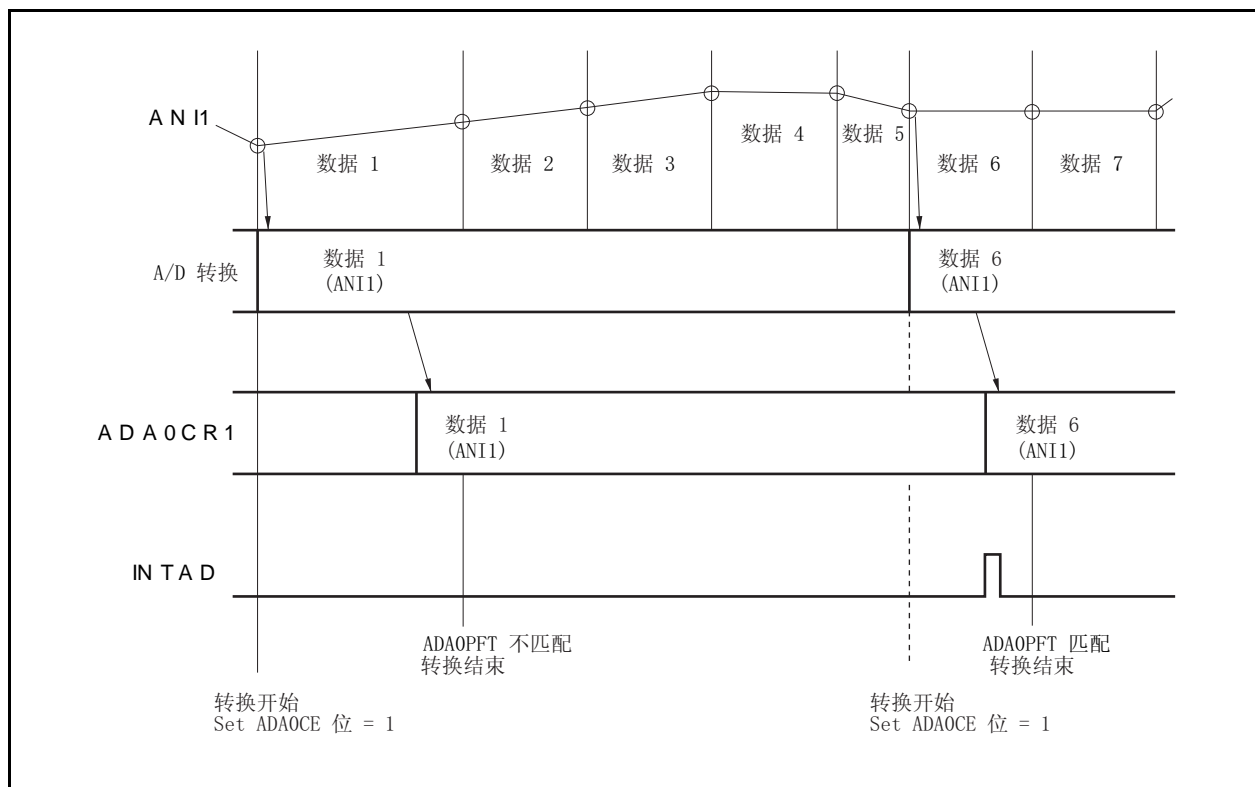 ANI1
数据 1
数据 2
数据 3
数据 4
数据 5
数据 6
数据 7
A/D 转换
数据 1
(ANI1)
数据 6
(ANI1)
ADA0CR1
数据 1
(ANI1)
数据 6
(ANI1)
INTAD
ADA0PFT 不匹配
转换结束
ADA0PFT 匹配
转换结束
转换开始
Set ADA0CE 位 = 1
转换开始
Set ADA0CE 位 = 1